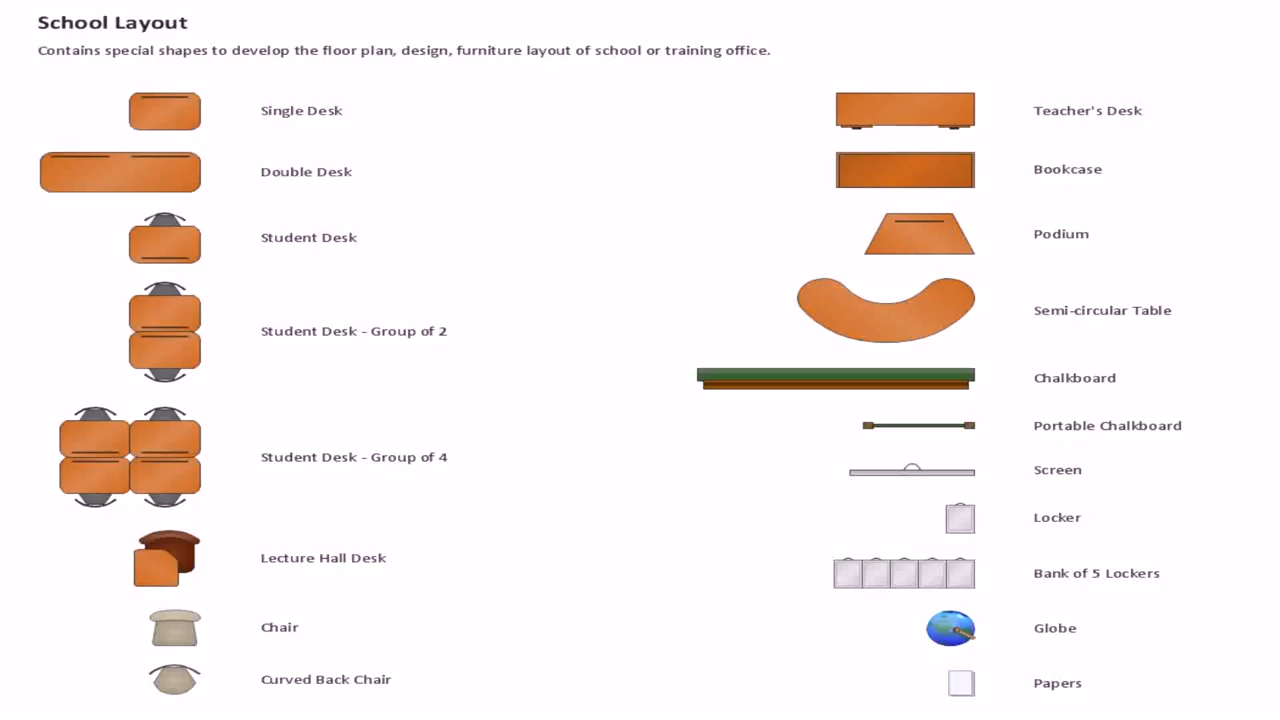 School Layout
Contains special shapes to develop the floor plan, design, furniture layout of school or training office.
Single Desk
Double Desk
Student Desk
Student Desk - Group of 2
Student Desk - Group of 4
Lecture Hall Desk
Chair
Curved Back Chair
Teacher's Desk
Bookcase
Podium
Semi-circular Table
Chalkboard
Portable Chalkboard
Screen
Locker
Bank of 5 Lockers
Globe
Papers